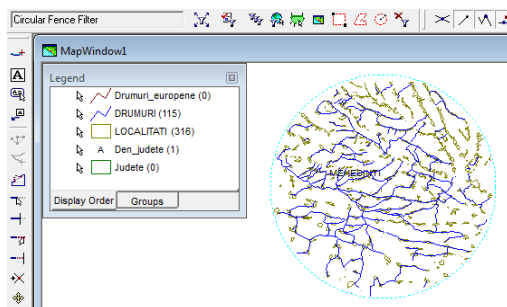 Circular Fence Filter
MapWindow1
Legend
Drumuri_europene (0)
DRUMURI (115)
LOCALITATI (316)
A Den_judete (1)
Judete (0)
Display Order Groups
MEHEDINTI
A